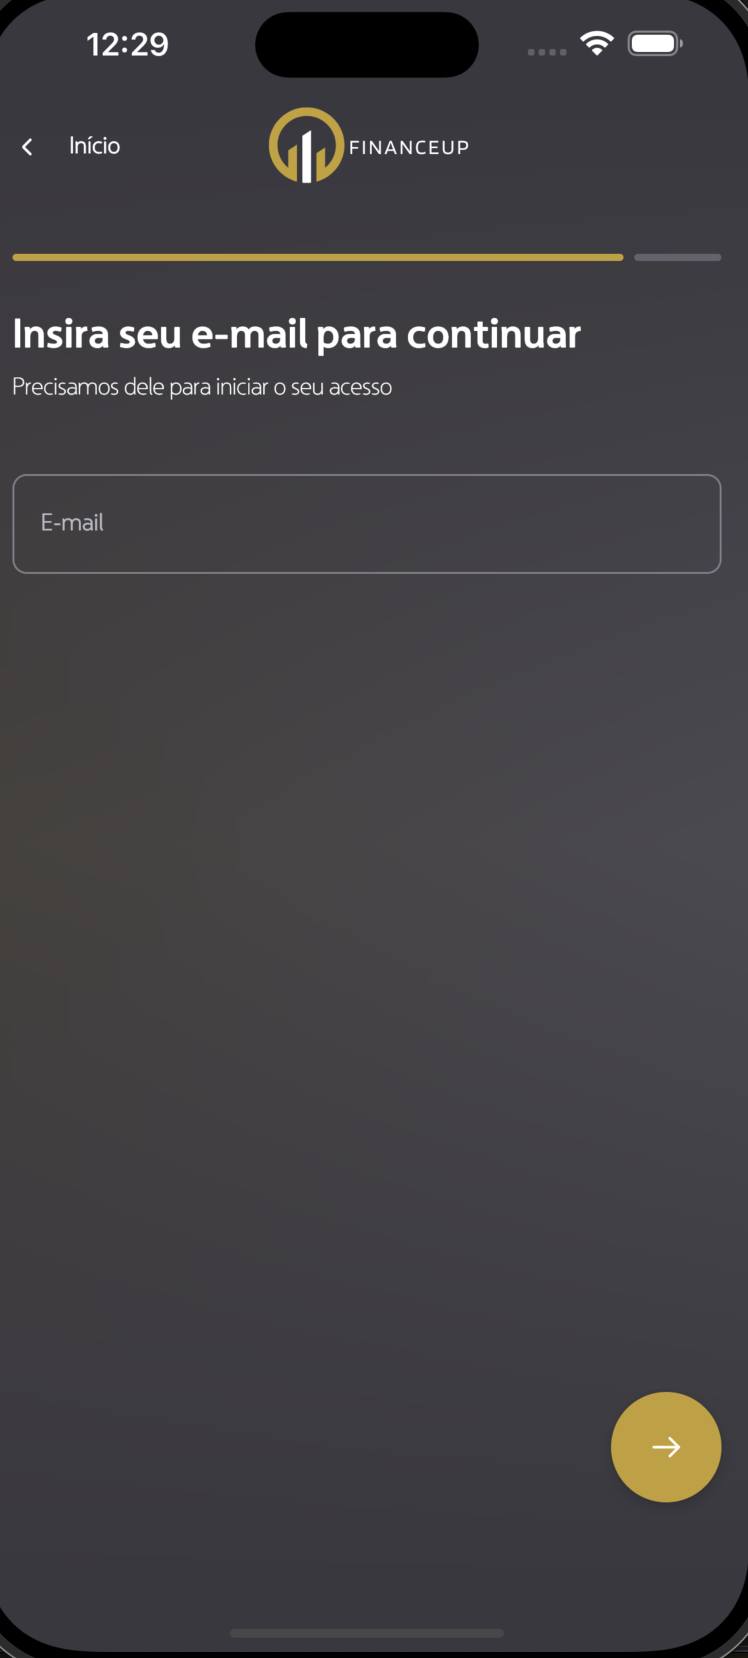 12:29
Início
FINANCEUP
Insira seu e-mail para continuar
Precisamos dele para iniciar o seu acesso
E-mail